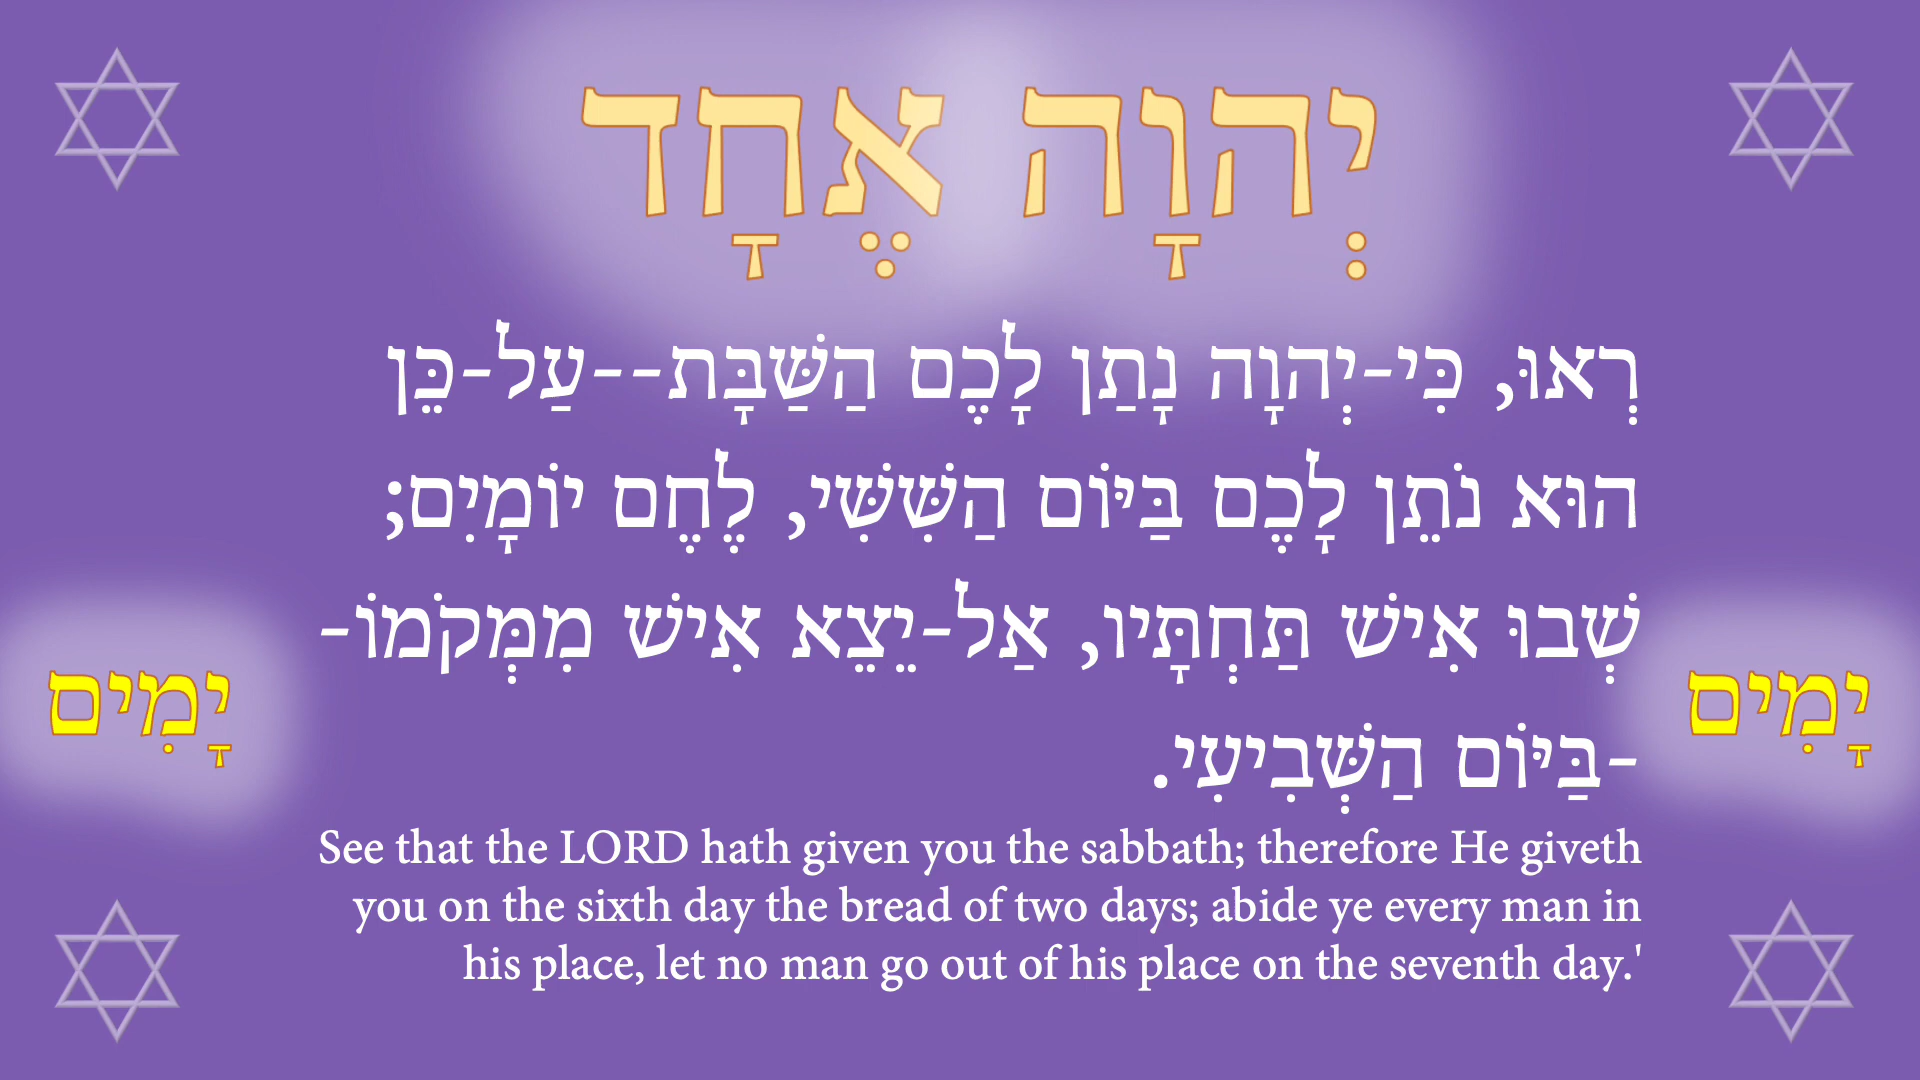 יְהוָה אֶחָד
רְאוּ, כִּי-יְהוָה נָתַן לָכֶם הַשַּׁבָּת--עַל-כֵּן
הוּא נֹתֵן לָכֶם בַּיּוֹם הַשִּׁשִּׁי, לֶחֶם יוֹמָיִם;
שְׁבוּ אִישׁ תַּחְתָּיו, אַל-יֵצֵא אִישׁ מִמְּקֹמוֹ-
-בַּיּוֹם הַשְּׁבִיעִי.
יָמִים
יָמִים
See that the LORD hath given you the sabbath; therefore He giveth
you on the sixth day the bread of two days; abide ye every man in
his place, let no man go out of his place on the seventh day.'